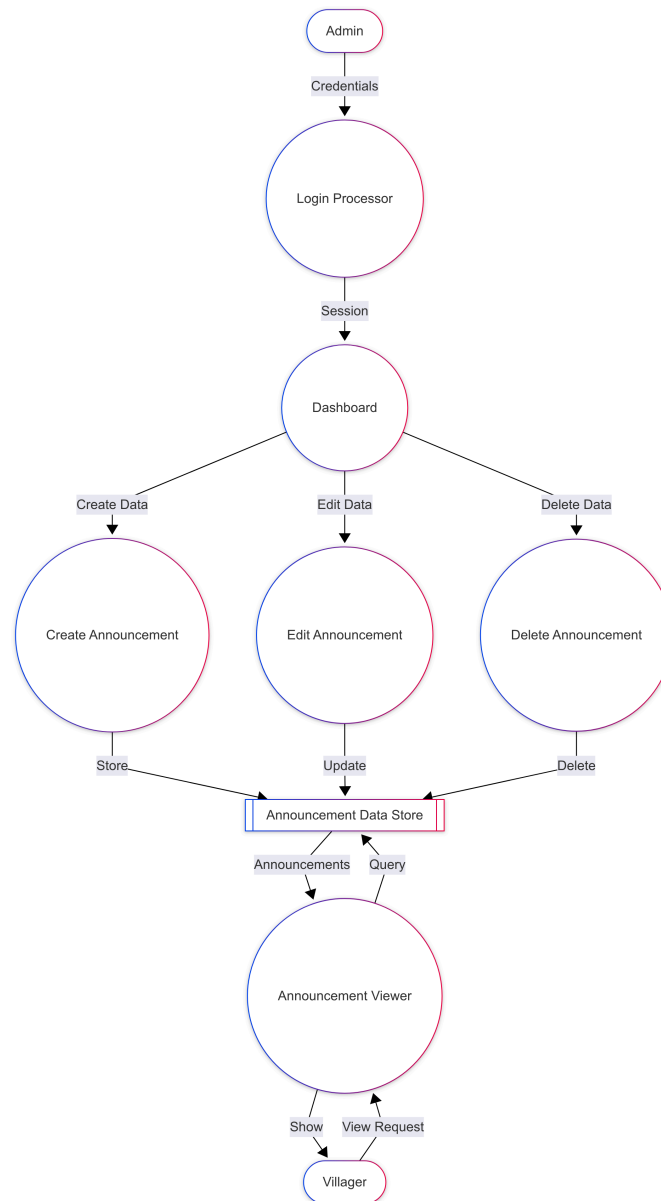 Admin
Credentials
Login Processor
Session
Dashboard
Create Data
Edit Data
Delete Data
Create Announcement
Edit Announcement
Delete Announcement
Store
Update
Delete
Announcement Data Store
Announcements
Query
Announcement Viewer
Show
View Request
Villager